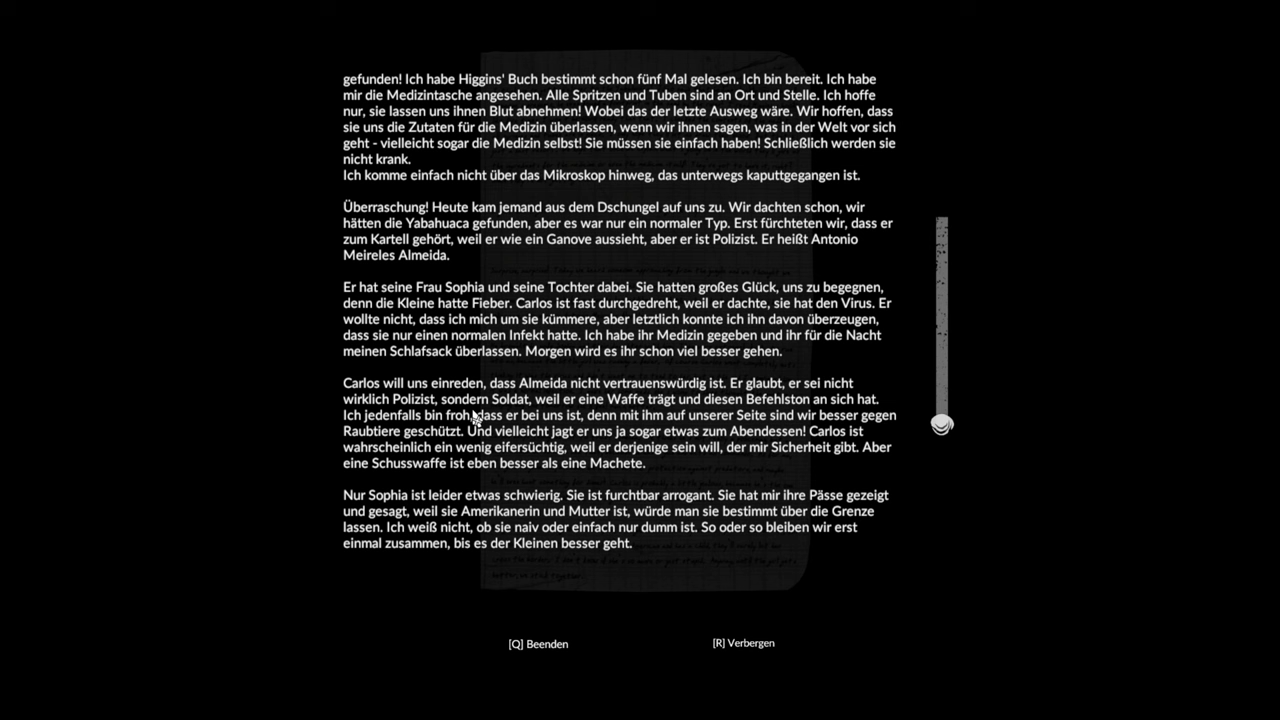 gefunden! Ich habe Higgins' Buch bestimmt schon fünf Mal gelesen. Ich bin bereit. Ich habe
mir die Medizintasche angesehen. Alle Spritzen und Tuben sind an Ort und Stelle. Ich hoffe
nur, sie lassen uns ihnen Blut abnehmen! Wobei das der letzte Ausweg wäre. Wir hoffen, dass
sie uns die Zutaten für die Medizin überlassen, wenn wir ihnen sagen, was in der Welt vor sich
geht - vielleicht sogar die Medizin selbst! Sie müssen sie einfach haben! Schließlich werden sie
nicht krank.
Ich komme einfach nicht über das Mikroskop hinweg, das unterwegs kaputtgegangen ist.
Überraschung! Heute kam jemand aus dem Dschungel auf uns zu. Wir dachten schon, wir
hätten die Yabahuaca gefunden, aber es war nur ein normaler Typ. Erst fürchteten wir, dass er
zum Kartell gehört, weil er wie ein Ganove aussieht, aber er ist Polizist. Er heißt Antonio
Meireles Almeida.
Er hat seine Frau Sophia und seine Tochter dabei. Sie hatten großes Glück, uns zu begegnen,
denn die Kleine hatte Fieber. Carlos ist fast durchgedreht, weil er dachte, sie hat den Virus. Er
wollte nicht, dass ich mich um sie kümmere, aber letztlich konnte ich ihn davon überzeugen,
dass sie nur einen normalen Infekt hatte. Ich habe ihr Medizin gegeben und ihr für die Nacht
meinen Schlafsack überlassen. Morgen wird es ihr schon viel besser gehen.
Carlos will uns einreden, dass Almeida nicht vertrauenswürdig ist. Er glaubt, er sei nicht
wirklich Polizist, sondern Soldat, weil er eine Waffe trägt und diesen Befehlston an sich hat.
Ich jedenfalls bin froh, dass er bei uns ist, denn mit ihm auf unserer Seite sind wir besser gegen
Raubtiere geschützt. Und vielleicht jagt er uns ja sogar etwas zum Abendessen! Carlos ist
wahrscheinlich ein wenig eifersüchtig, weil er derjenige sein will, der mir Sicherheit gibt. Aber
eine Schusswaffe ist eben besser als eine Machete.
Nur Sophia ist leider etwas schwierig. Sie ist furchtbar arrogant. Sie hat mir ihre Pässe gezeigt
und gesagt, weil sie Amerikanerin und Mutter ist, würde man sie bestimmt über die Grenze
lassen. Ich weiß nicht, ob sie naiv oder einfach nur dumm ist. So oder so bleiben wir erst
einmal zusammen, bis es der Kleinen besser geht.
[Q] Beenden
[R] Verbergen